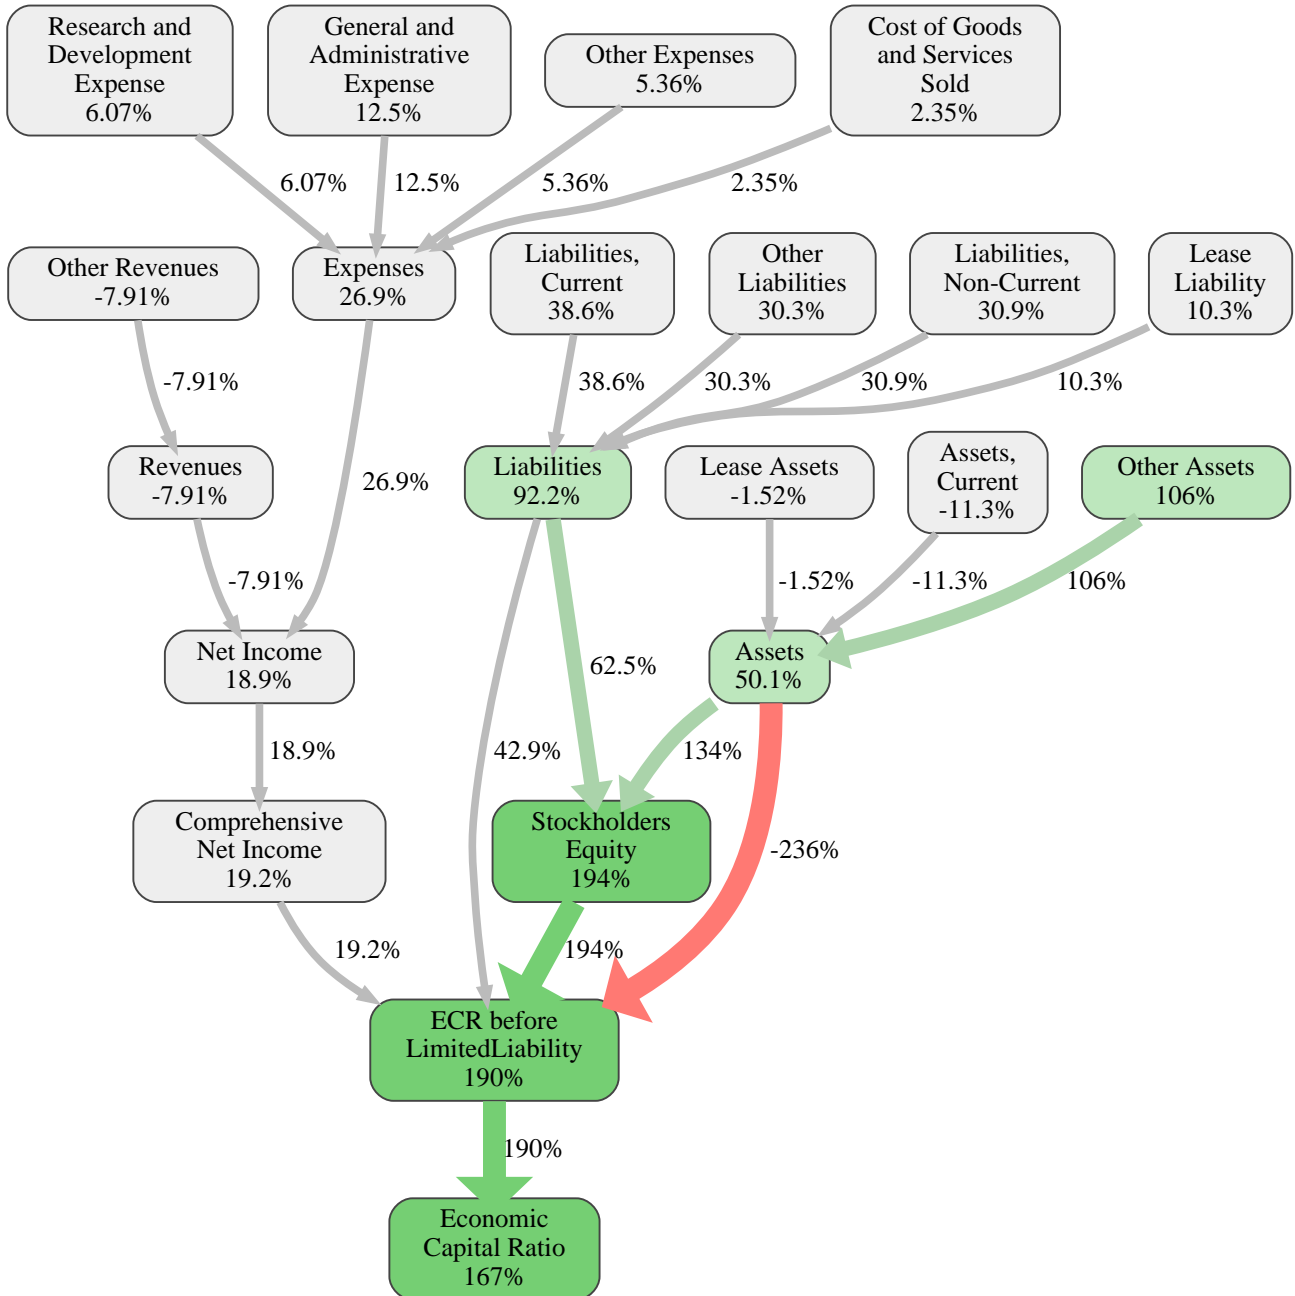 Research and
Development
Expense
6.07%
General and
Administrative
Expense
12.5%
Other Expenses
5.36%
Cost of Goods
and Services
Sold
2.35%
6.07%
12.5%
5.36%
2.35%
Other Revenues
-7.91%
Expenses
26.9%
Liabilities,
Current
38.6%
Other
Liabilities
30.3%
Liabilities,
Non-Current
30.9%
Lease
Liability
10.3%
-7.91%
38.6%
30.3%
30.9%
10.3%
Revenues
-7.91%
26.9%
Liabilities
92.2%
Lease Assets
-1.52%
Assets,
Current
-11.3%
Other Assets
106%
-7.91%
-1.52%
-11.3%
106%
Net Income
18.9%
62.5%
Assets
50.1%
18.9%
42.9%
134%
Comprehensive
Net Income
19.2%
Stockholders
Equity
194%
-236%
19.2%
194%
ECR before
LimitedLiability
190%
190%
Economic
Capital Ratio
167%